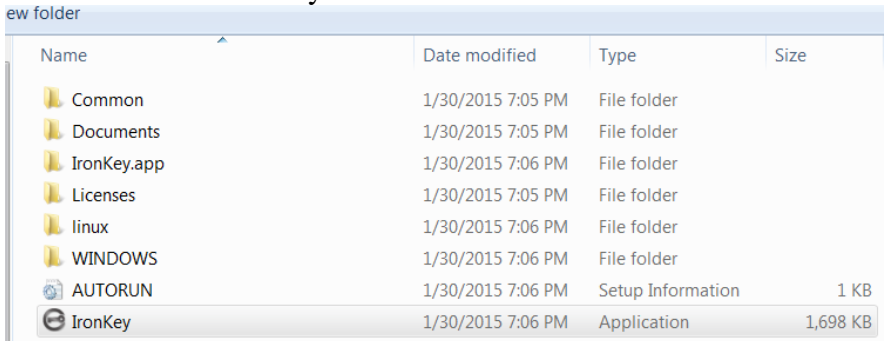 ew folder
Name Date modified Type Size
Common 1/30/2015 7:05 PM File folder
Documents 1/30/2015 7:05 PM File folder
IronKey.app 1/30/2015 7:06 PM File folder
Licenses 1/30/2015 7:05 PM File folder
linux 1/30/2015 7:06 PM File folder
WINDOWS 1/30/2015 7:06 PM File folder
AUTORUN 1/30/2015 7:06 PM Setup Information 1 KB
IronKey 1/30/2015 7:06 PM Application 1,698 KB